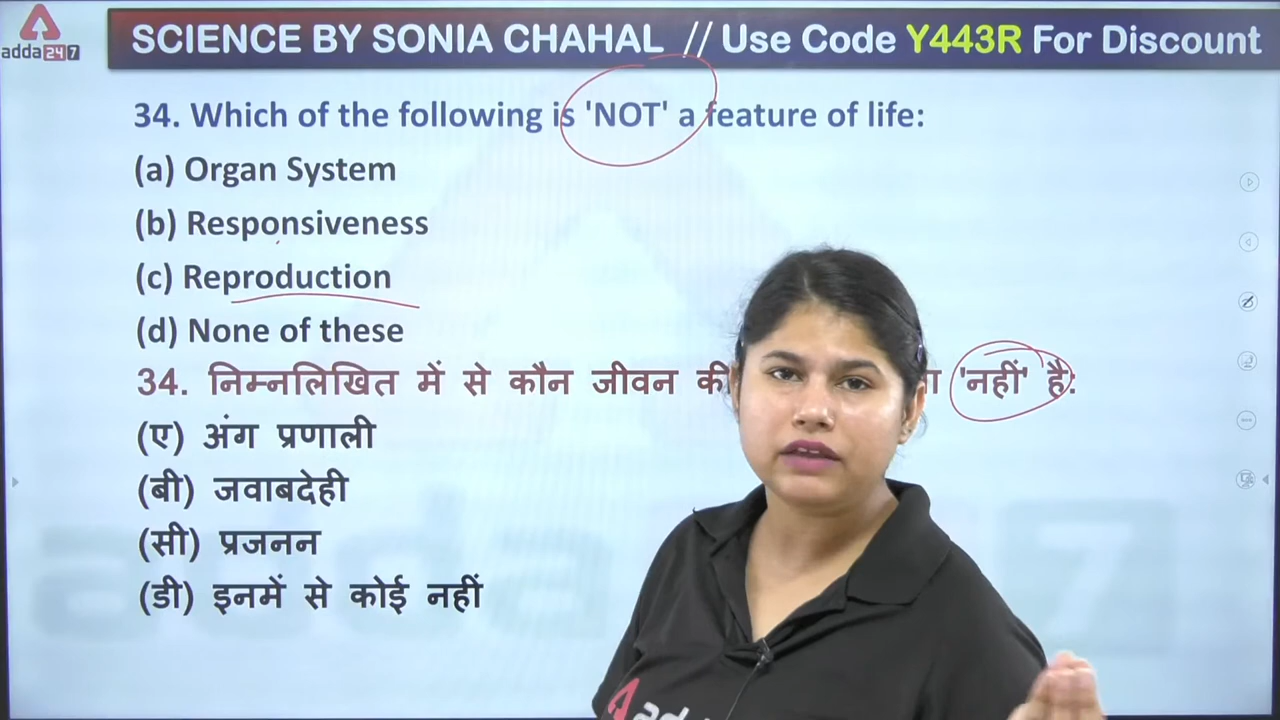 adda247
SCIENCE BY SONIA CHAHAL // Use Code Y443R For Discount
34. Which of the following is 'NOT' a feature of life:
(a) Organ System
(b) Responsiveness
(c) Reproduction
(d) None of these
34. निम्नलिखित में से कौन जीवन की 'नहीं' है:
(ए) अंग प्रणाली
(बी) जवाबदेही
(सी) प्रजनन
(डी) इनमें से कोई नहीं